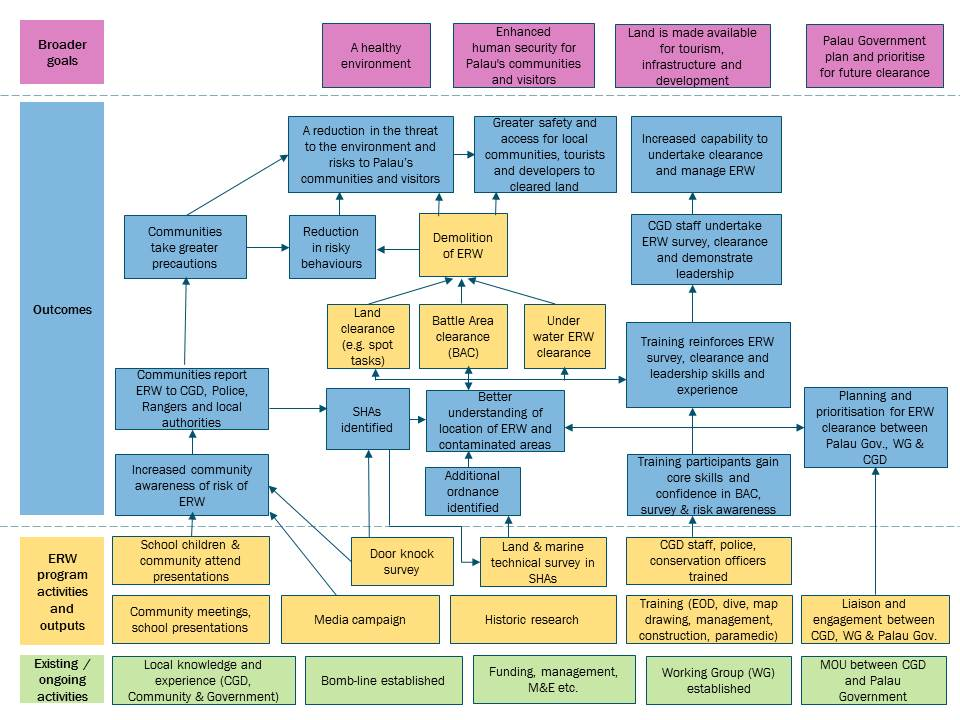 Broader
goals
A healthy
environment
Enhanced
human security for
Palau's communities
and visitors
Land is made available
for tourism,
infrastructure and
development
Palau Government
plan and prioritise
for future clearance
Outcomes
A reduction in the threat
to the environment and
risks to Palau's
communities and visitors
Greater safety and
access for local
communities, tourists
and developers to
cleared land
Increased capability to
undertake clearance
and manage ERW
Communities
take greater
precautions
Reduction
in risky
behaviours
Demolition
of ERW
CGD staff undertake
ERW survey, clearance
and demonstrate
leadership
Land
clearance
(e.g. spot
tasks)
Battle Area
clearance
(BAC)
Under
water ERW
clearance
Training reinforces ERW
survey, clearance and
leadership skills and
experience
Communities report
ERW to CGD, Police,
Rangers and local
authorities
SHAs
identified
Better
understanding of
location of ERW and
contaminated areas
Planning and
prioritisation for ERW
clearance between
Palau Gov., WG &
CGD
Increased community
awareness of risk of
ERW
Additional
ordnance
identified
Training participants gain
core skills and
confidence in BAC,
survey & risk awareness
ERW
program
activities
and
outputs
School children &
community attend
presentations
Door knock
survey
Land & marine
technical survey in
SHAs
CGD staff, police,
conservation officers
trained
Community meetings,
school presentations
Media campaign
Historic research
Training (EOD, dive, map
drawing, management,
construction, paramedic)
Liaison and
engagement between
CGD, WG & Palau Gov.
Existing /
ongoing
activities
Local knowledge and
experience (CGD,
Community & Government)
Bomb-line established
Funding, management,
M&E etc.
Working Group (WG)
established
MOU between CGD
and Palau
Government